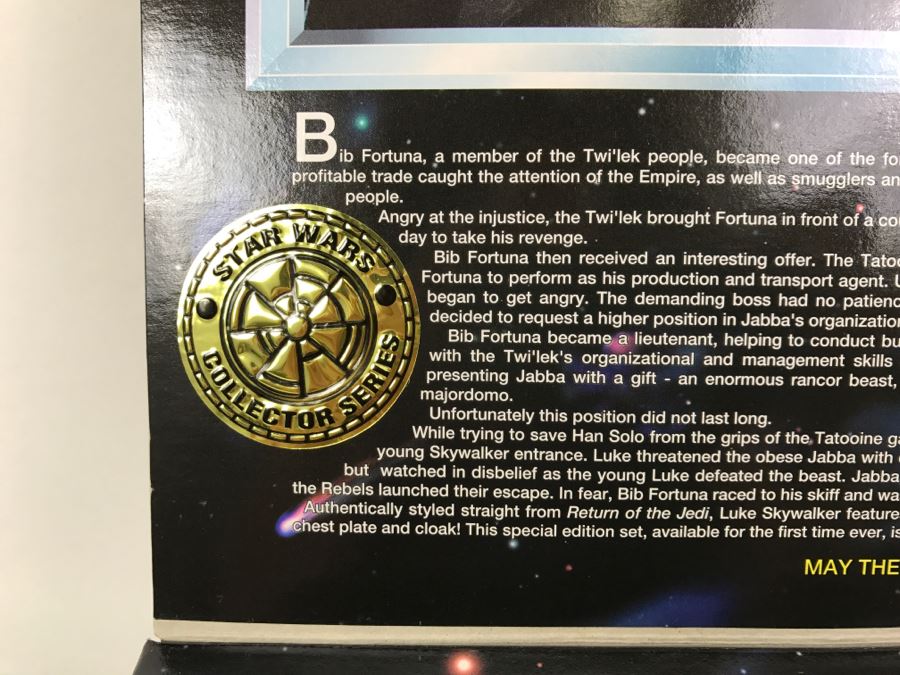 Bib Fortuna, a member of the Twi'lek people, became one of the
profitable trade caught the attention of the Empire, as well as smugglers
people.
Angry at the injustice, the Twi'lek brought Fortuna in front of a
day to take his revenge.
Bib Fortuna then received an interesting offer. The
Fortuna to perform as his production and transport agent.
began to get angry. The demanding boss had no
decided to request a higher position in Jabba's
Bib Fortuna became a lieutenant, helping to conduct
with the Twi'lek's organizational and management skills
presenting Jabba with a gift - an enormous rancor beast,
majordomo.
Unfortunately this position did not last long.
While trying to save Han Solo from the grips of the Tatooine
young Skywalker entrance. Luke threatened the obese Jabba with
but watched in disbelief as the young Luke defeated the beast.
the Rebels launched their escape. In fear, Bib Fortuna raced to his skiff and
Authentically styled straight from Return of the Jedi, Luke Skywalker
chest plate and cloak! This special edition set, available for the first time ever,
MAY THE
STAR WARS
COLLECTOR SERIES